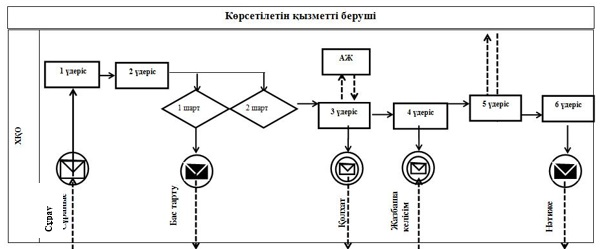 Көрсетілетін қызметті беруші
АЖ
1 үдеріс
2 үдеріс
1 шарт
2 шарт
3 үдеріс
4 үдеріс
5 үдеріс
6 үдеріс
ХҚО
Сұрау
Бас тарту
Қолхат
Жазбаша
келісім
Нәтиже